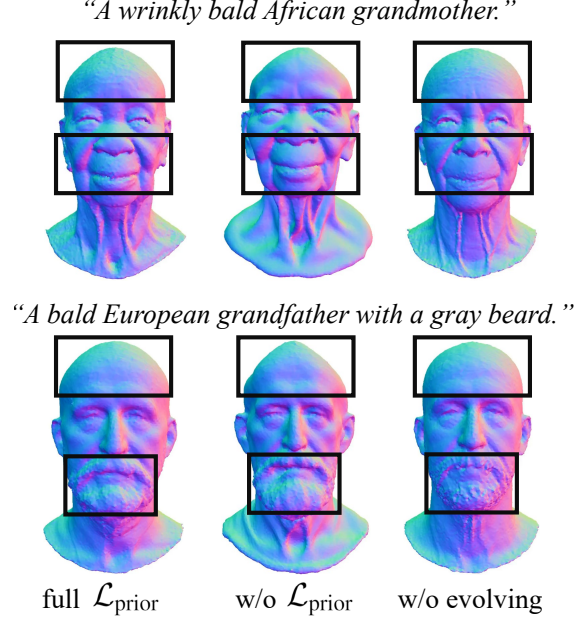 “A wrinkly bald African grandmother.”
“A bald European grandfather with a gray beard.”
full ℒprior w/o ℒprior w/o evolving